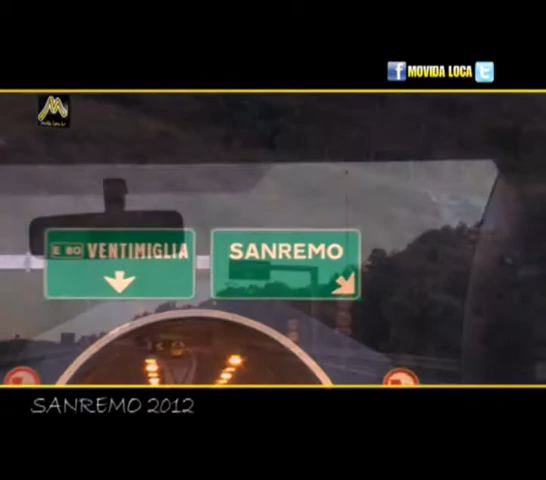 MOVIDA LOCA
E 80 VENTIMIGLIA
SANREMO
SANREMO 2012